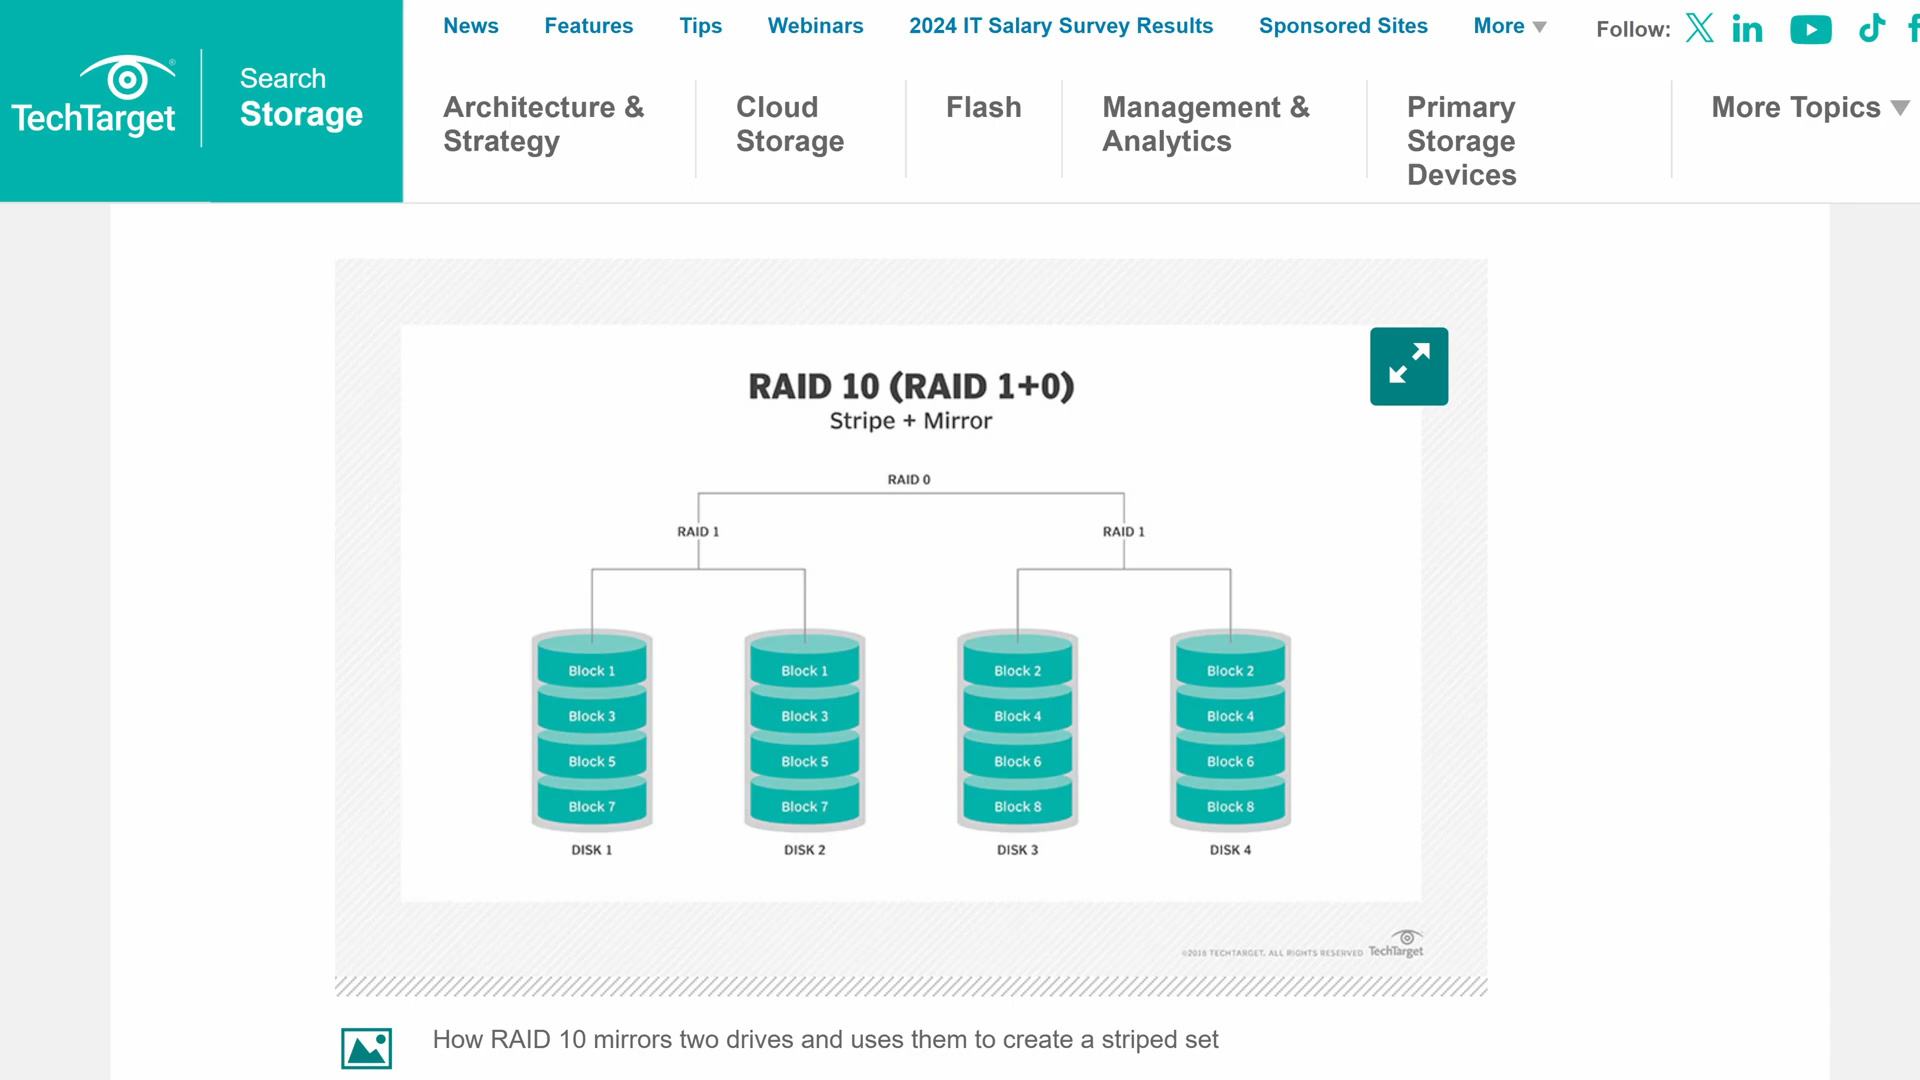 TechTarget
®
Search
Storage
News Features Tips Webinars 2024 IT Salary Survey Results Sponsored Sites More Follow:
Architecture &
Strategy
Cloud
Storage
Flash
Management &
Analytics
Primary
Storage
Devices
More Topics
RAID 10 (RAID 1+0)
Stripe + Mirror
RAID 0
RAID 1 RAID 1
Block 1 Block 1 Block 2 Block 2
Block 3 Block 3 Block 4 Block 4
Block 5 Block 5 Block 6 Block 6
Block 7 Block 7 Block 8 Block 8
DISK 1 DISK 2 DISK 3 DISK 4
©2018 TECHTARGET. ALL RIGHTS RESERVED TechTarget
How RAID 10 mirrors two drives and uses them to create a striped set